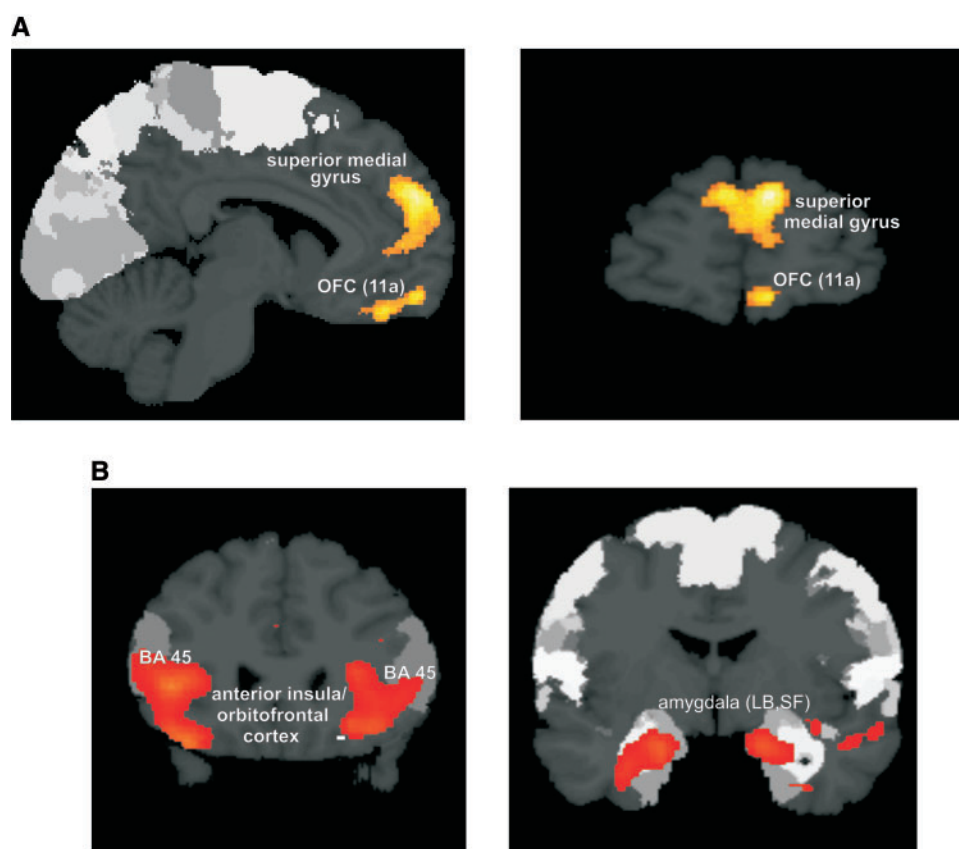 A
superior medial
gyrus
OFC (11a)
superior
medial gyrus
OFC (11a)
B
BA 45
BA 45
anterior insula/
orbitofrontal
cortex
amygdala (LB,SF)